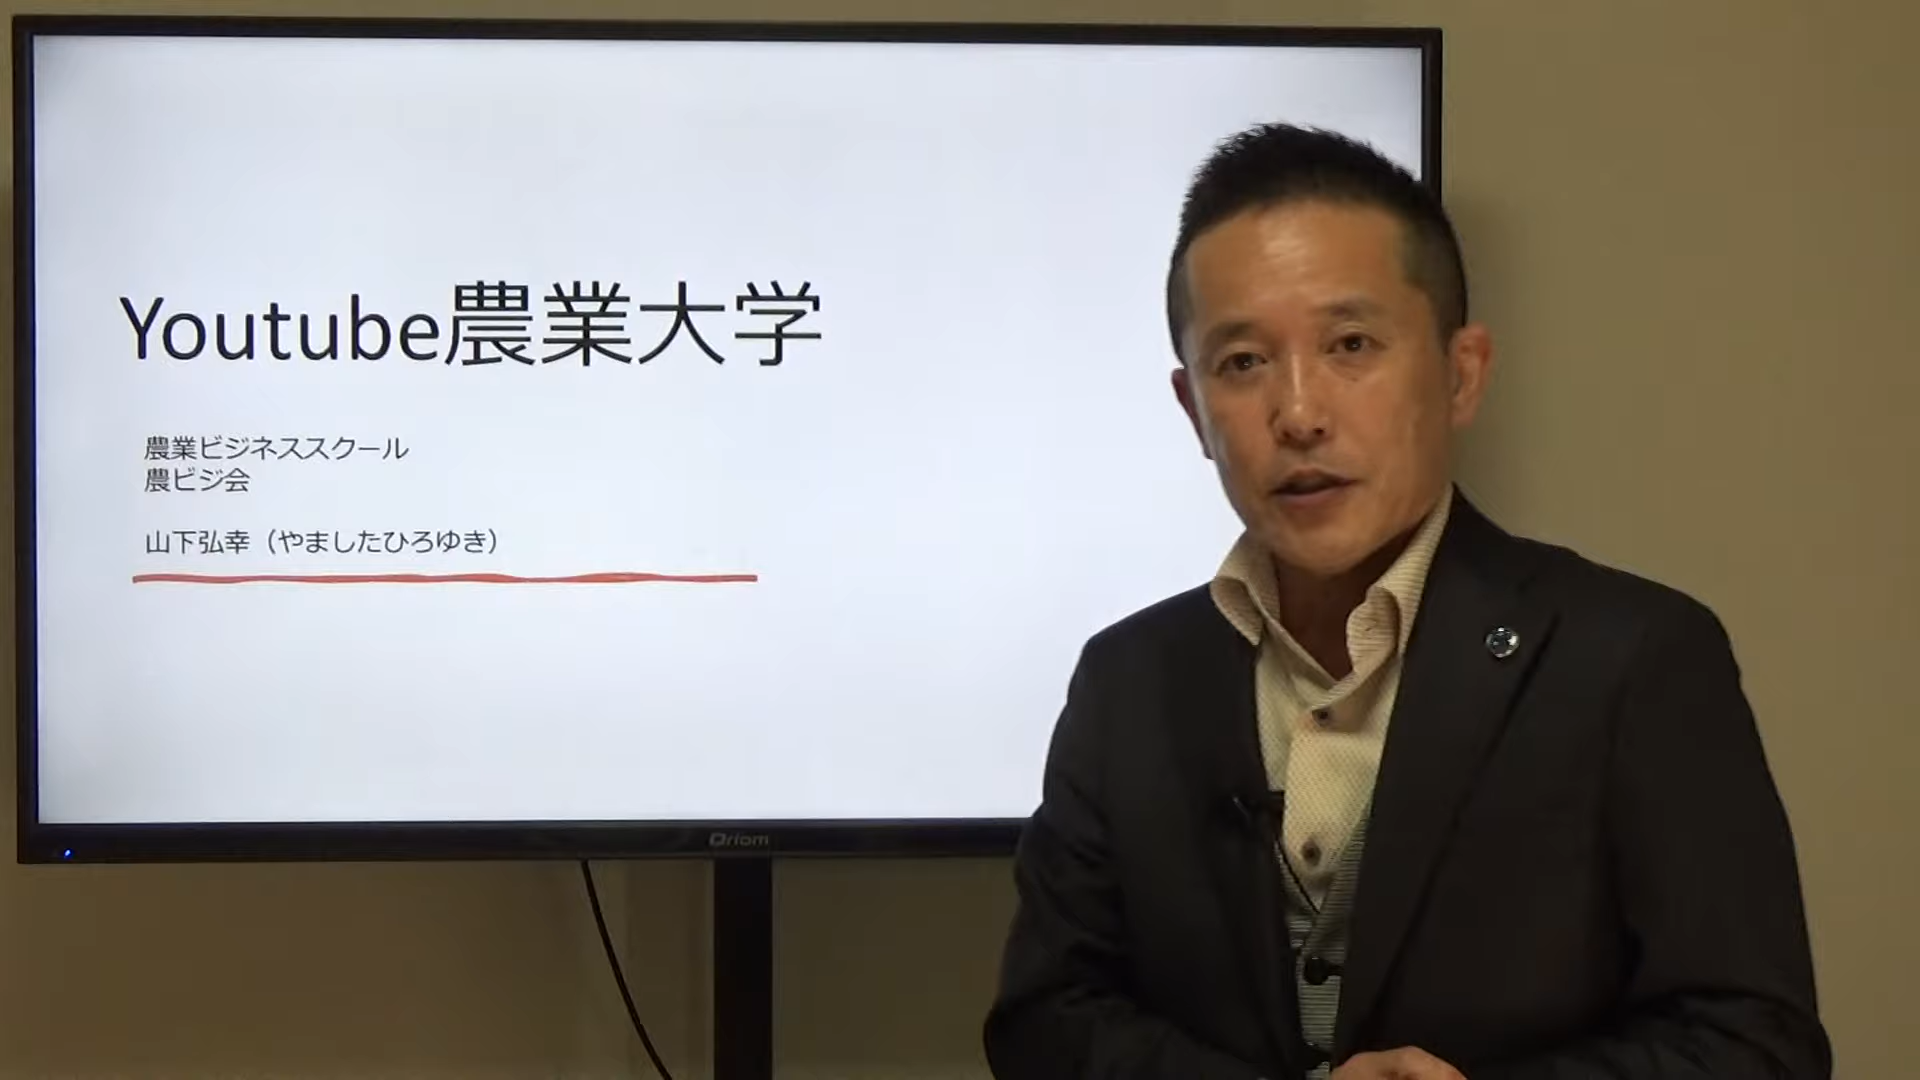 Youtube農業大学
農業ビジネススクール
農ビジ会
山下弘幸（やましたひろゆき）
Qriom